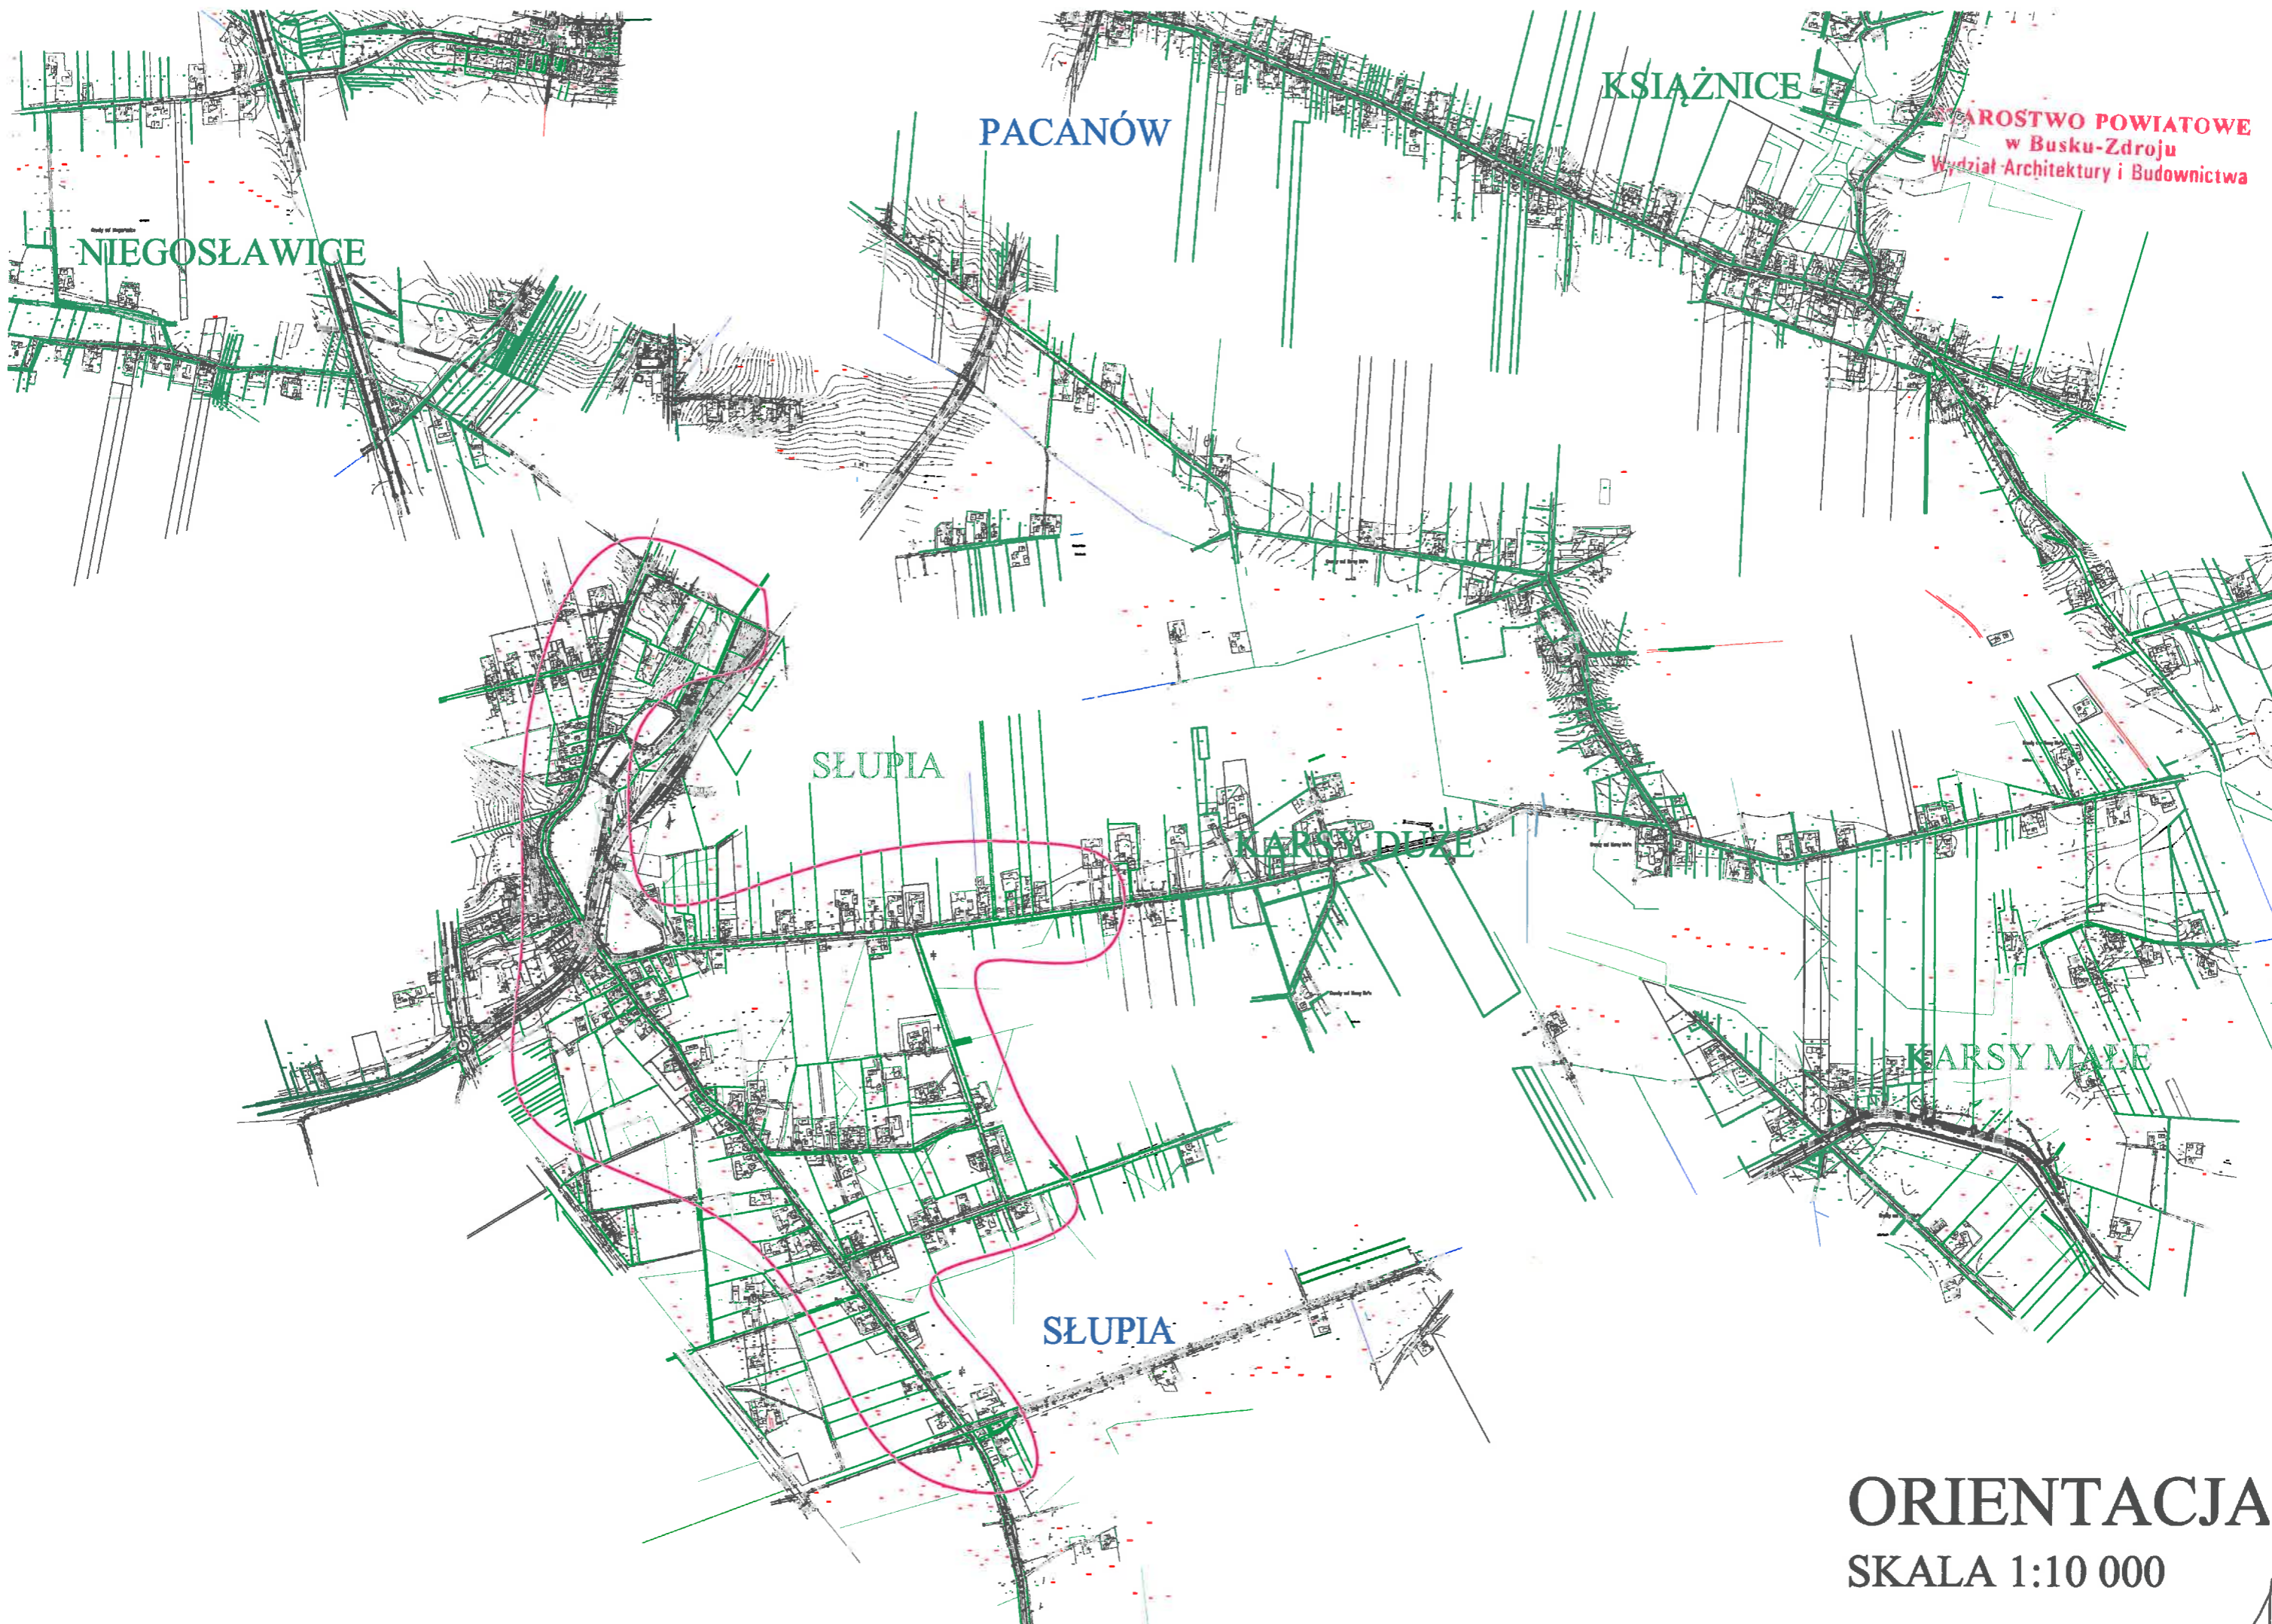 KSIĄŻNICE
PACANÓW
STAROSTWO POWIATOWE
w Busku-Zdroju
Wydział Architektury i Budownictwa
NIEGOSŁAWICE
SŁUPIA
KARSY DUŻE
KARSY MAŁE
SŁUPIA
ORIENTACJA
SKALA 1:10 000